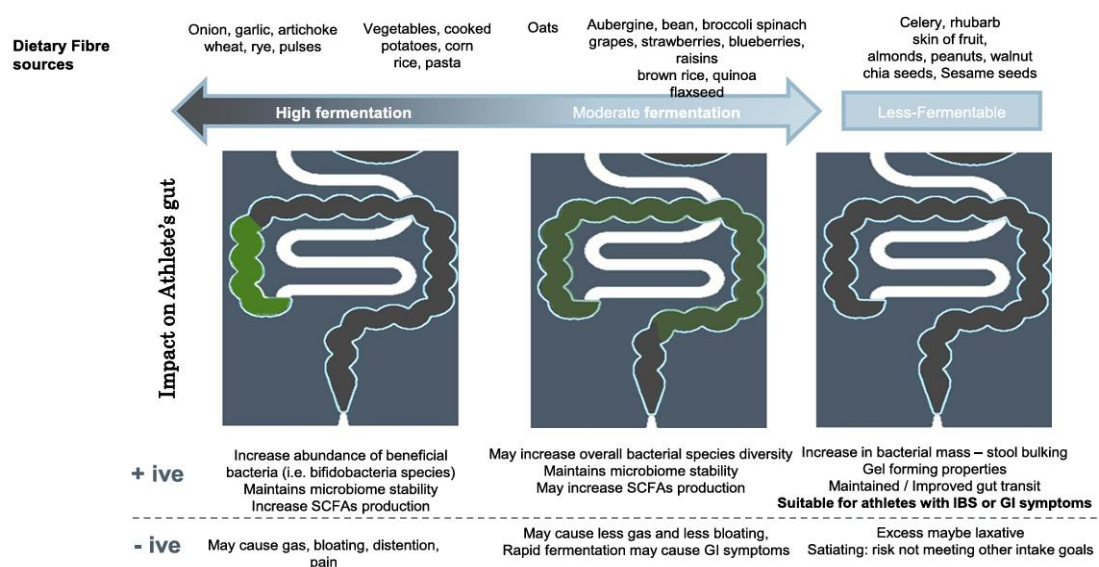 Dietary Fibre
sources
Onion, garlic, artichoke
wheat, rye, pulses
Vegetables, cooked
potatoes, corn
rice, pasta
Oats
Aubergine, bean, broccoli spinach
grapes, strawberries, blueberries,
raisins
brown rice, quinoa
flaxseed
Celery, rhubarb
skin of fruit,
almonds, peanuts, walnut
chia seeds, Sesame seeds
High fermentation
Moderate fermentation
Less-Fermentable
Impact on Athlete's gut
+ ive
Increase abundance of beneficial
bacteria (i.e. bifidobacteria species)
Maintains microbiome stability
Increase SCFAs production
May increase overall bacterial species diversity
Maintains microbiome stability
May increase SCFAs production
Increase in bacterial mass – stool bulking
Gel forming properties
Maintained / Improved gut transit
Suitable for athletes with IBS or GI symptoms
- ive
May cause gas, bloating, distention,
pain
May cause less gas and less bloating,
Rapid fermentation may cause GI symptoms
Excess maybe laxative
Satiating: risk not meeting other intake goals